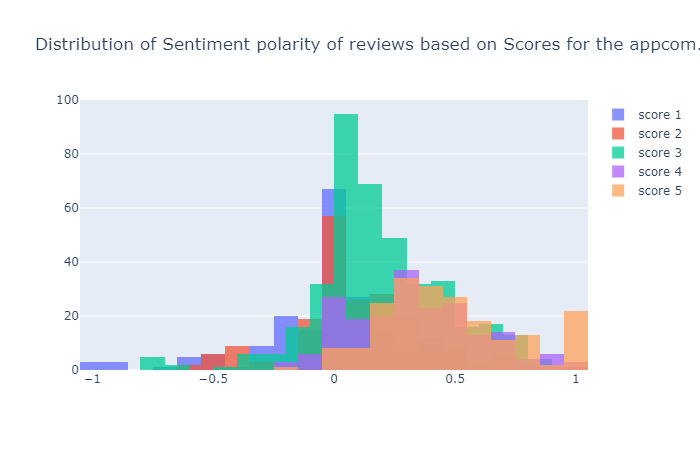 Distribution of Sentiment polarity of reviews based on Scores for the appcom.
100
80
60
40
20
0
−1
−0.5
0
0.5
1
score 1
score 2
score 3
score 4
score 5